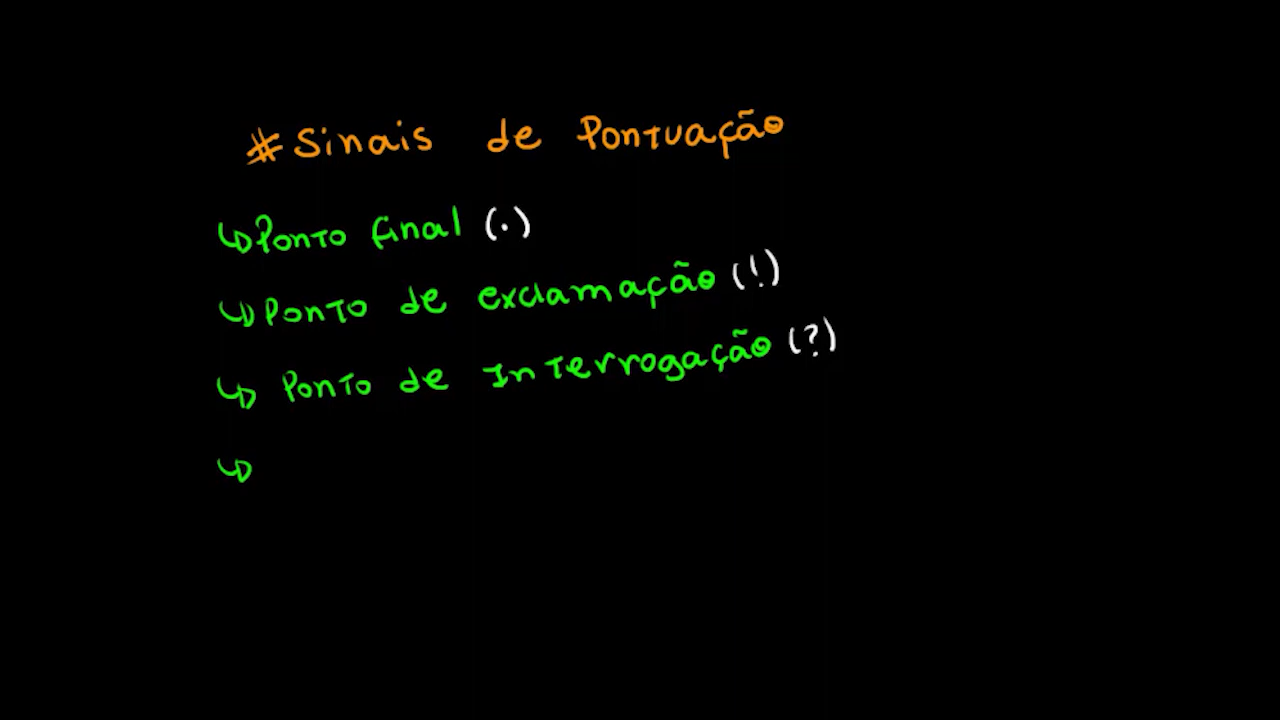 #Sinais de Pontuação
↳Ponto final (.)
↳Ponto de exclamação (!)
↳ Ponto de Interrogação (?)
↳